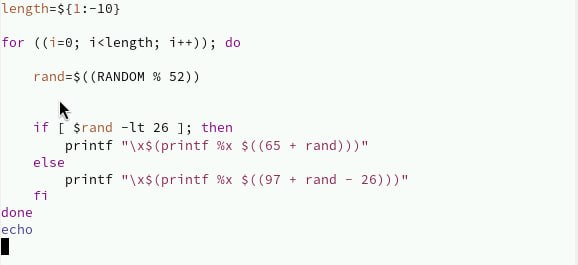 length=${1:-10}
for ((i=0; i<length; i++)); do
rand=$((RANDOM % 52))
if [ $rand -lt 26 ]; then
printf "\x$(printf %x $((65 + rand)))"
else
printf "\x$(printf %x $((97 + rand - 26)))"
fi
done
echo